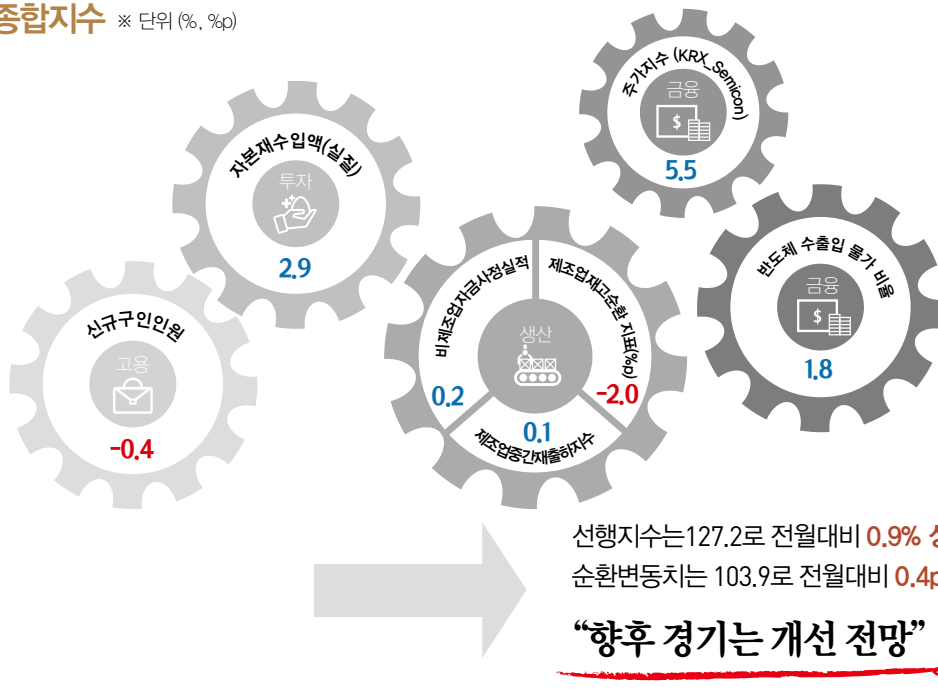 종합지수 ※ 단위 (%, %p)
주가지수 (KRX_Semicon)
금융
$
5.5
자본재수입액(실질)
투자
2.9
반도체 수출입 물가 비율
금융
$
1.8
신규구인인원
고용
-0.4
비제조업자금사정실적
0.2
제조업재고순환 지표(%p)
-2.0
생산
0.1
제조업중간재출하지수
선행지수는127.2로 전월대비 0.9%
순환변동치는 103.9로 전월대비 0.4p
“향후 경기는 개선 전망”